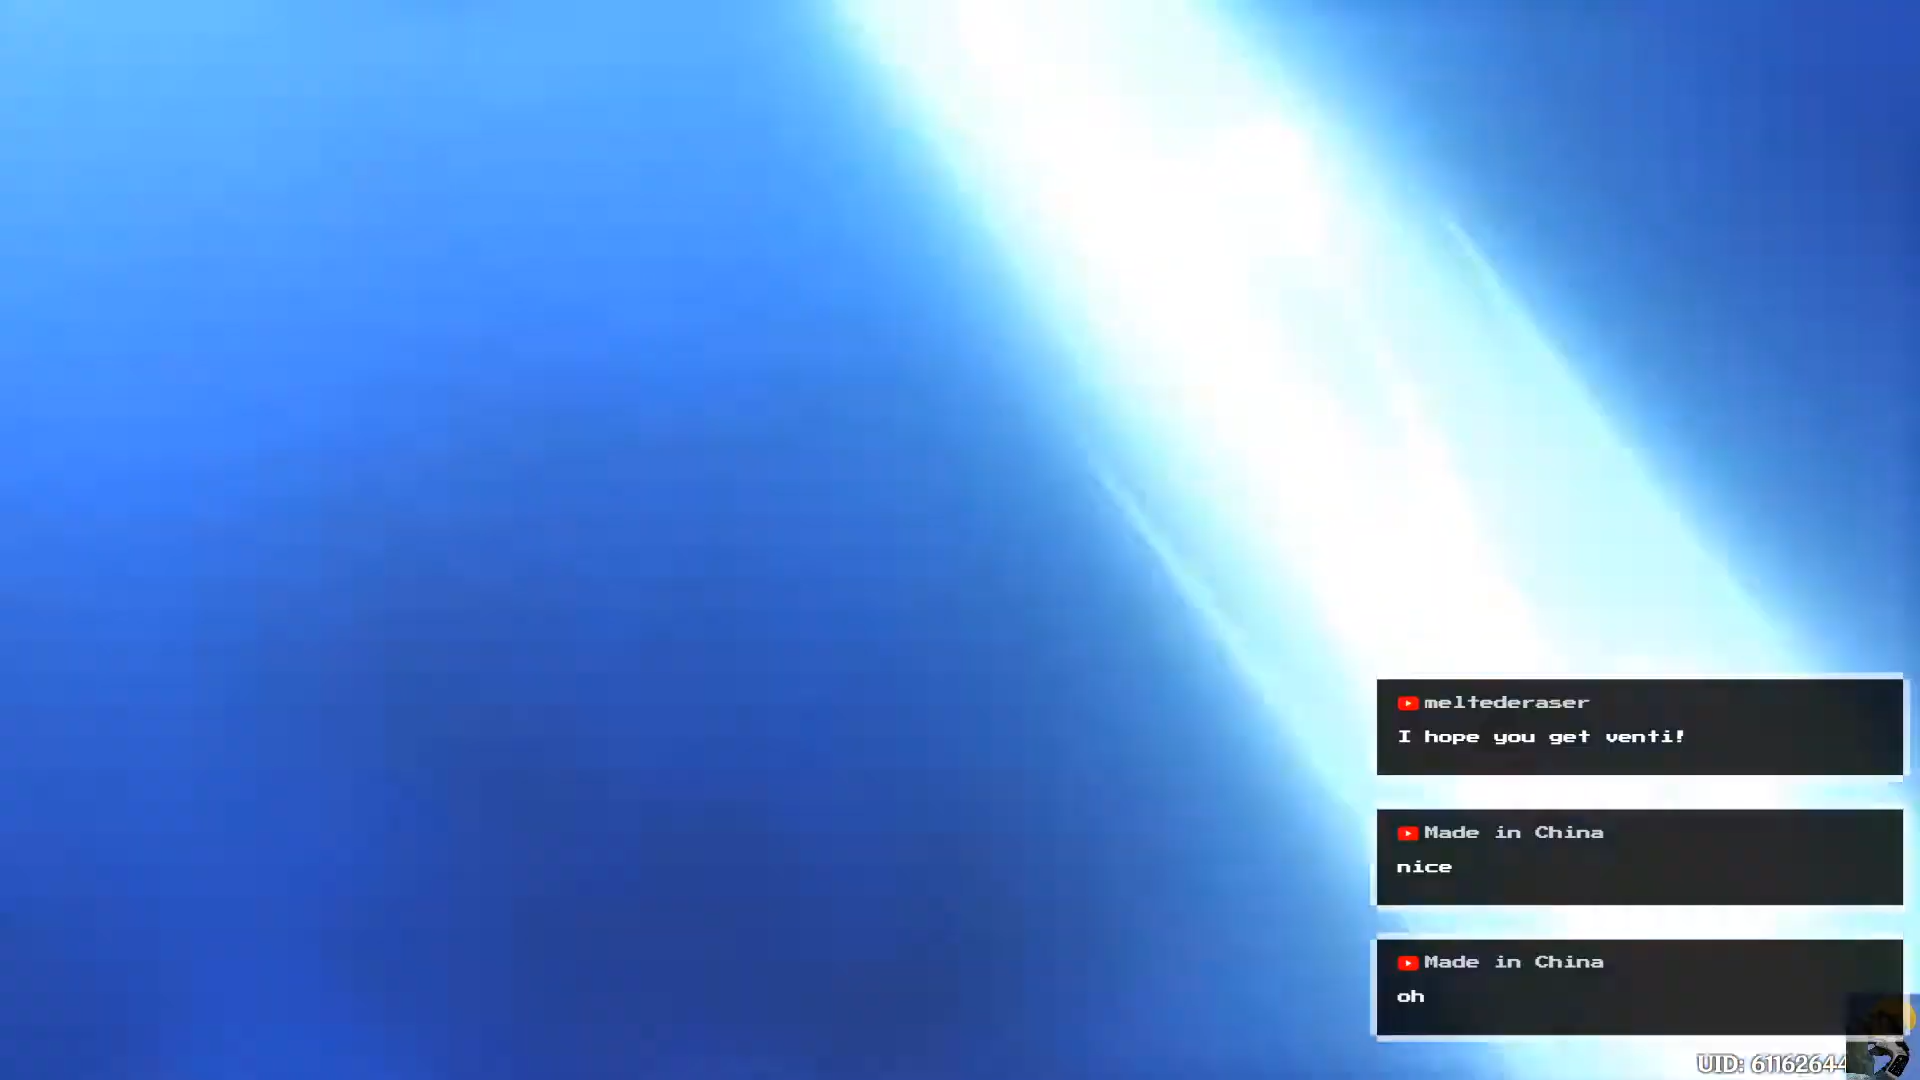 meltederaser
I hope you get venti!
Made in China
nice
Made in China
oh
UID: 61162644